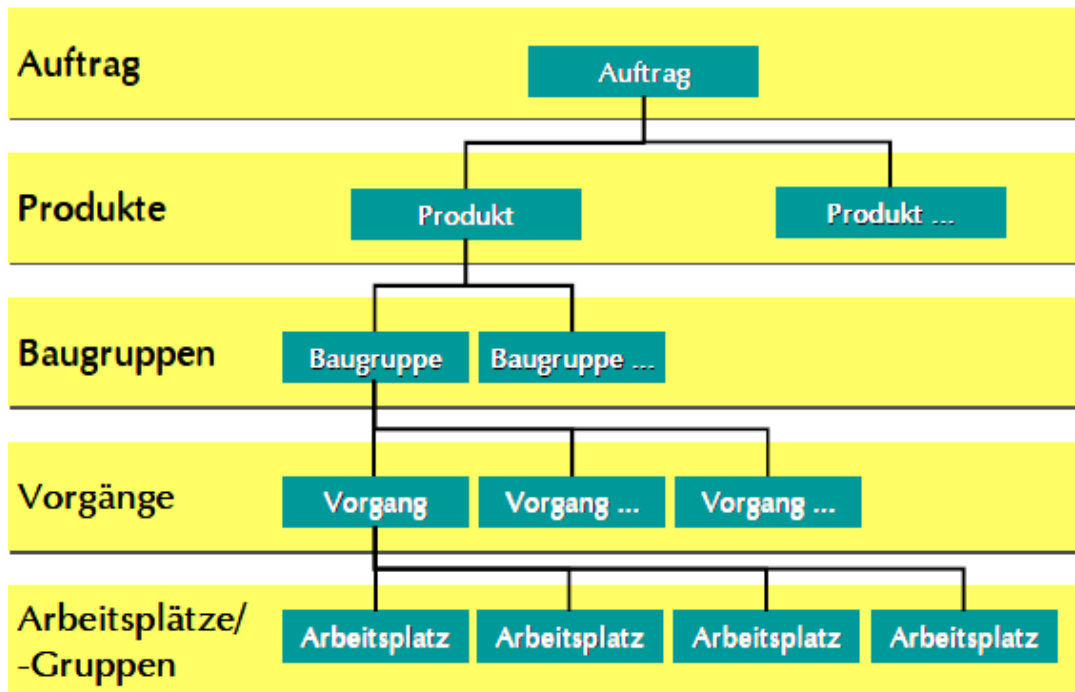 Auftrag
Auftrag
Produkte
Produkt
Produkt ...
Baugruppen
Baugruppe
Baugruppe ...
Vorgänge
Vorgang
Vorgang ...
Vorgang ...
Arbeitsplätze/
-Gruppen
Arbeitsplatz
Arbeitsplatz
Arbeitsplatz
Arbeitsplatz